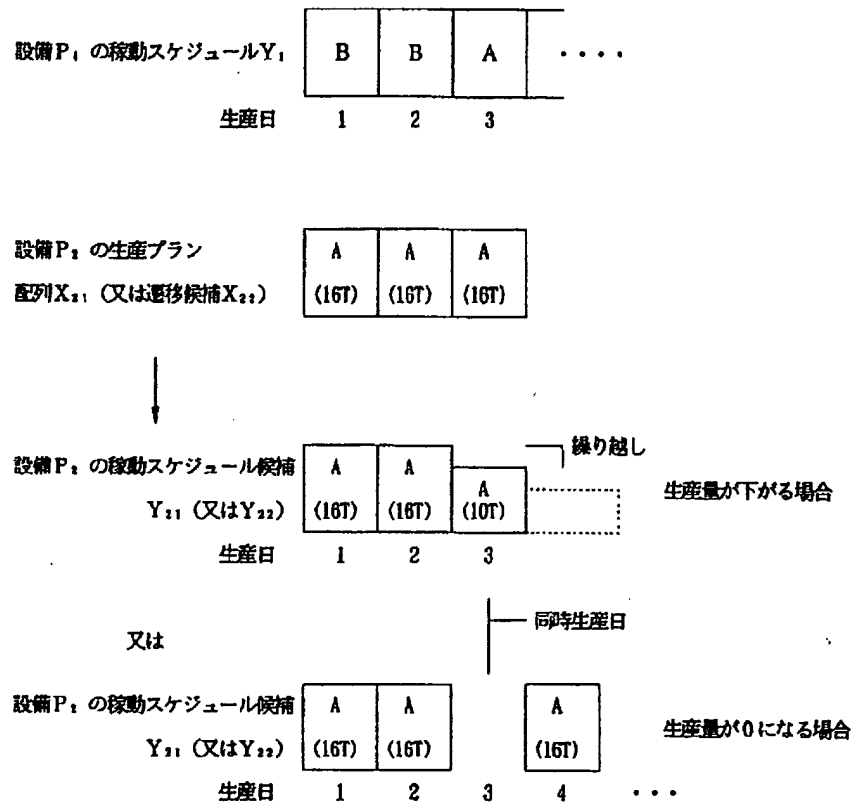 設備P₁ の稼動スケジュールY₁ B B A ････
生産日 1 2 3
設備P₂ の生産プラン A A A
配列X₂₁（又は遷移候補X₂₂） (16T) (16T) (16T)
繰り越し
設備P₂ の稼動スケジュール候補 A A A 生産量が下がる場合
Y₂₁（又はY₂₂） (16T) (16T) (10T)
生産日 1 2 3
同時生産日
又は
設備P₂ の稼動スケジュール候補 A A A 生産量が0になる場合
Y₂₁（又はY₂₂） (16T) (16T) (16T)
生産日 1 2 3 4 ･･･